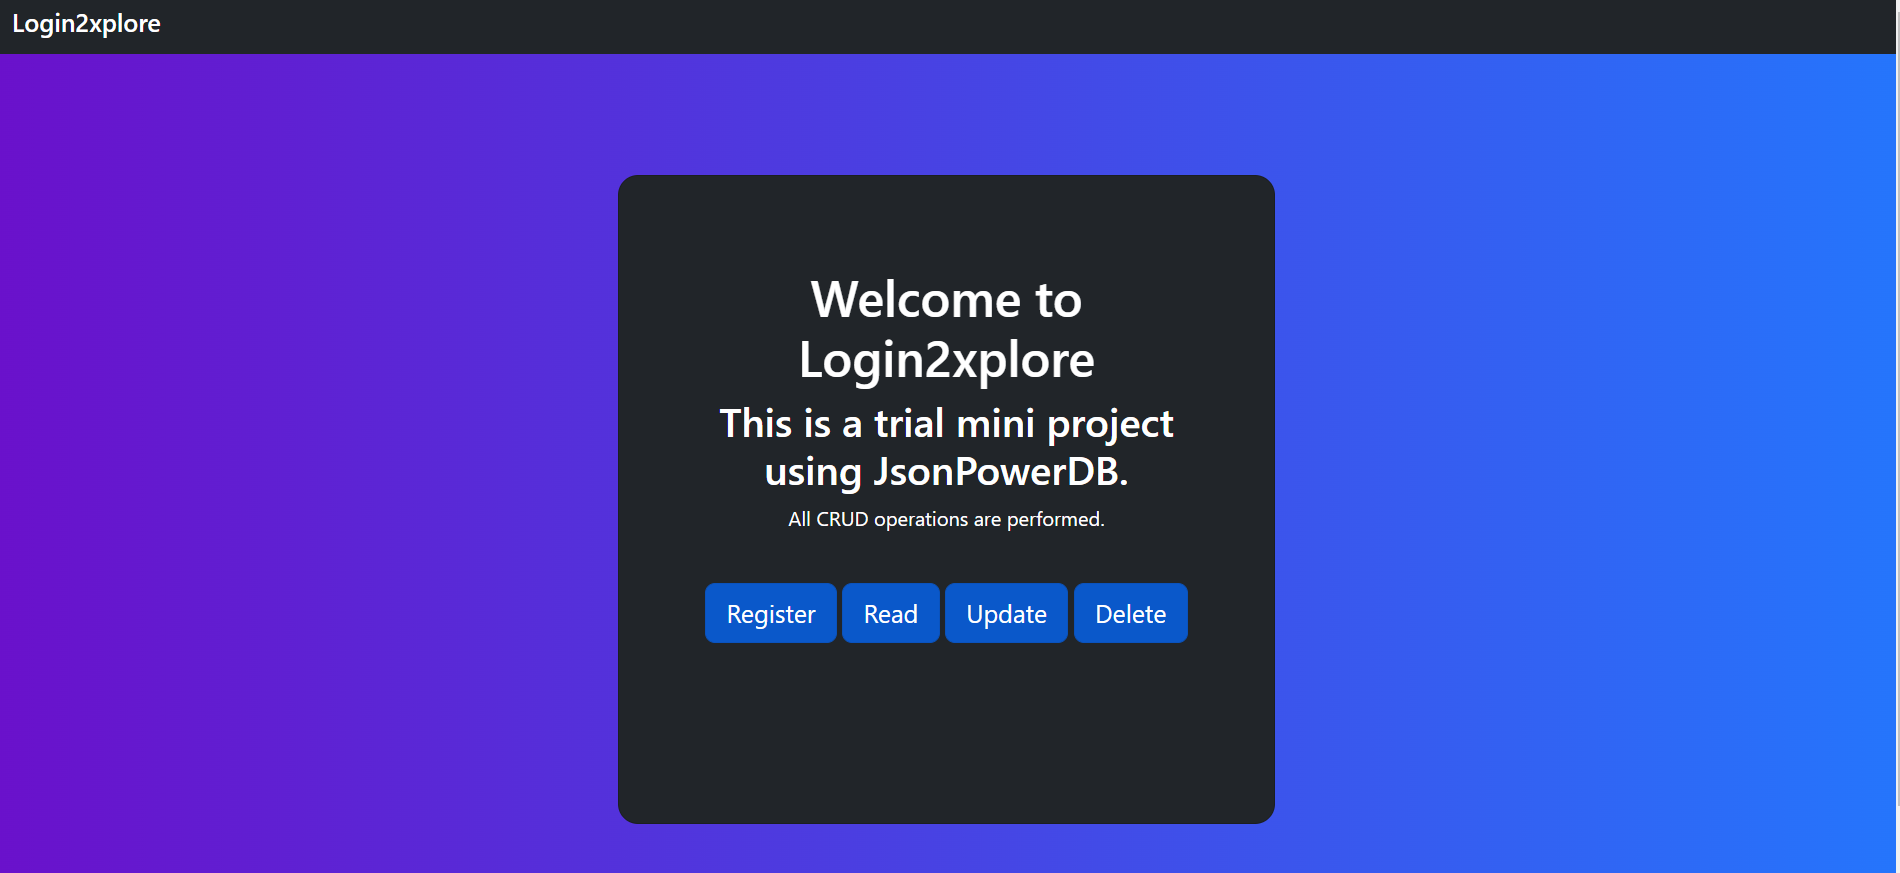 Login2xplore
Welcome to
Login2xplore
This is a trial mini project
using JsonPowerDB.
All CRUD operations are performed.
Register Read Update Delete